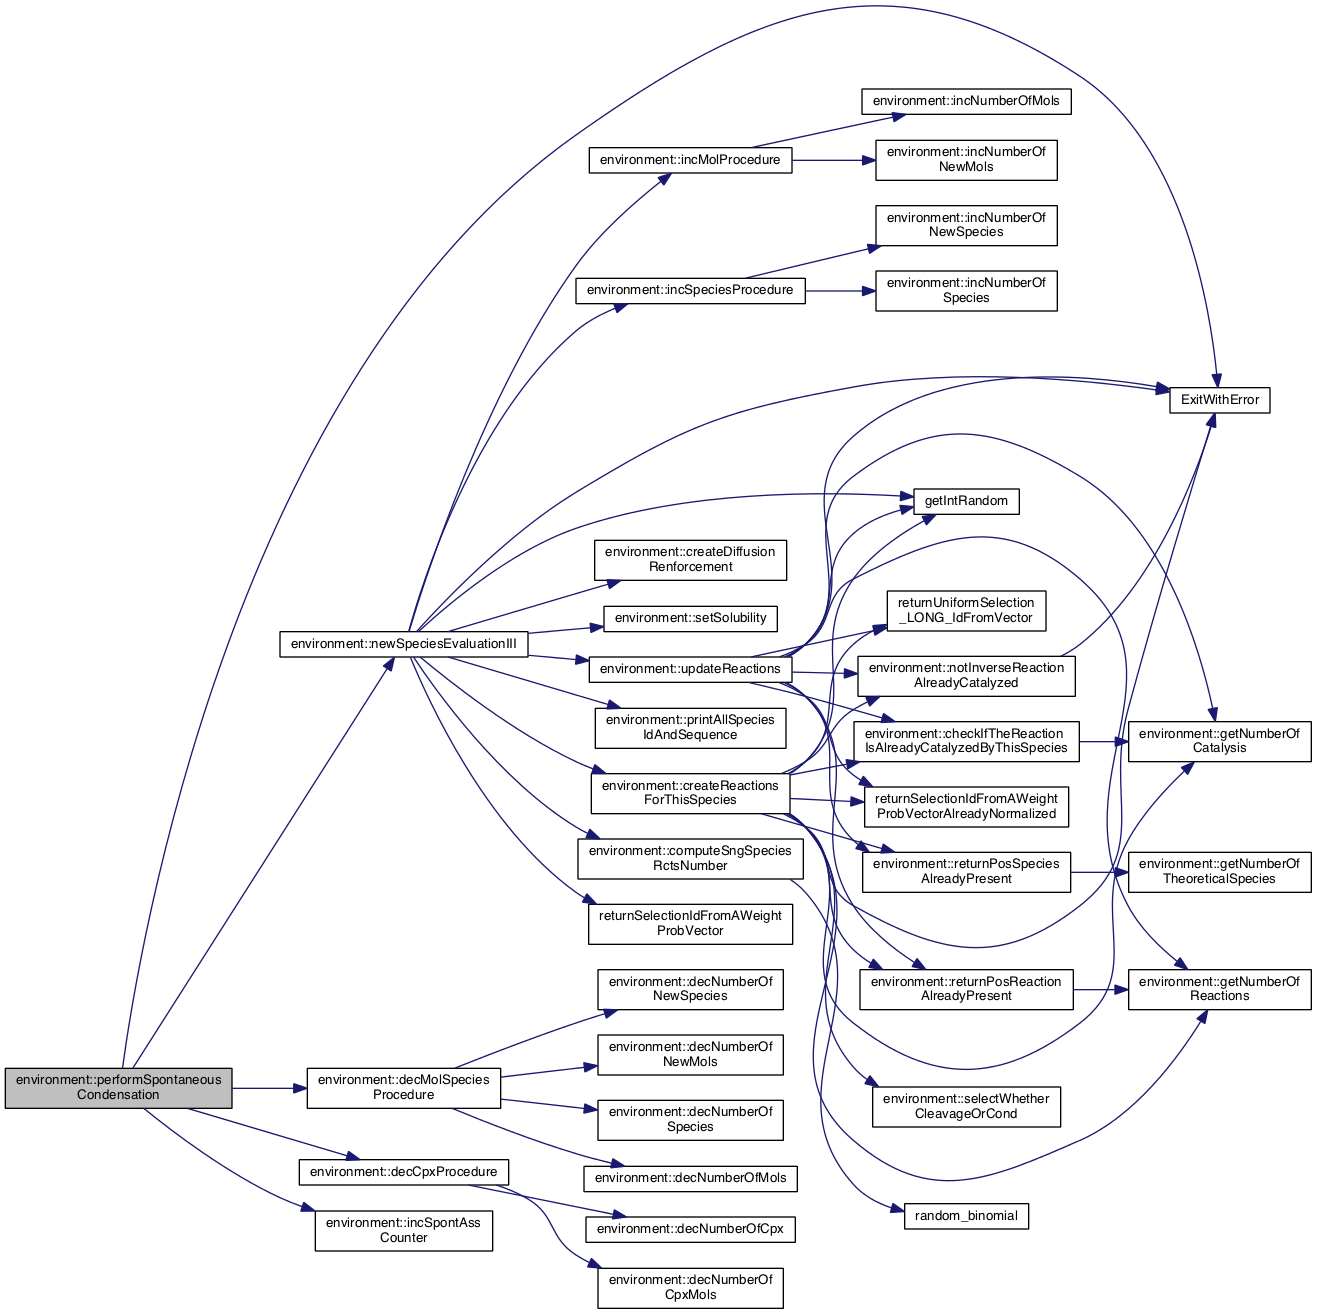 environment::incNumberOfMols
environment::incMolProcedure
environment::incNumberOf
NewMols
environment::incNumberOf
NewSpecies
environment::incSpeciesProcedure
environment::incNumberOf
Species
ExitWithError
getIntRandom
environment::createDiffusion
Renforcement
returnUniformSelection
_LONG_IdFromVector
environment::setSolubility
environment::newSpeciesEvaluationIII
environment::updateReactions
environment::notInverseReaction
AlreadyCatalyzed
environment::printAllSpecies
IdAndSequence
environment::checkIfTheReaction
IsAlreadyCatalyzedByThisSpecies
environment::getNumberOf
Catalysis
environment::createReactions
ForThisSpecies
returnSelectionIdFromAWeight
ProbVectorAlreadyNormalized
environment::computeSngSpecies
RctsNumber
environment::returnPosSpecies
AlreadyPresent
environment::getNumberOf
TheoreticalSpecies
returnSelectionIdFromAWeight
ProbVector
environment::decNumberOf
NewSpecies
environment::returnPosReaction
AlreadyPresent
environment::getNumberOf
Reactions
environment::decNumberOf
NewMols
environment::performSpontaneous
Condensation
environment::decMolSpecies
Procedure
environment::selectWhether
CleavageOrCond
environment::decNumberOf
Species
environment::decCpxProcedure
environment::decNumberOfMols
random_binomial
environment::incSpontAss
Counter
environment::decNumberOfCpx
environment::decNumberOf
CpxMols